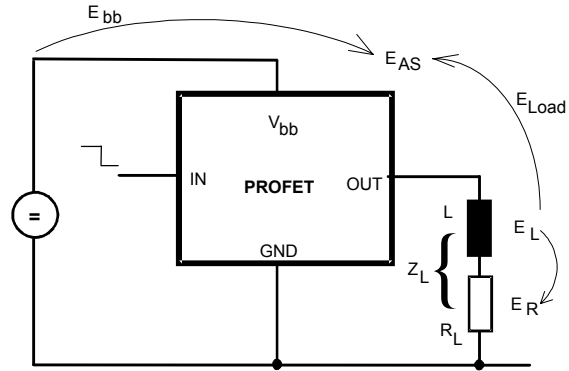 E bb
E AS
E Load
V bb
IN
PROFET
OUT
=
L
E L
GND
Z L
{
E R
R L